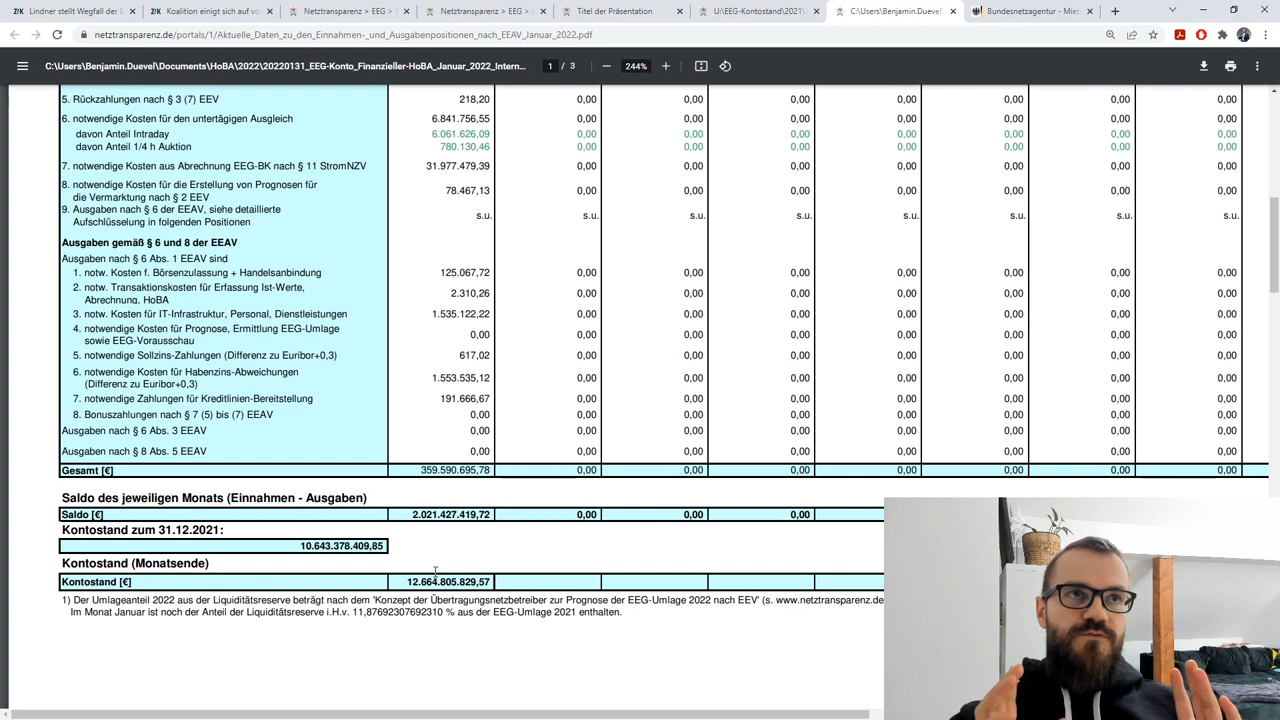 Lindner stellt Wegfall der E
Koalition einigt sich auf vo
Netztransparenz > EEG > I
Netztransparenz > EEG >
Titel der Präsentation
U:\EEG-Kontostand\2021\
C:\Users\Benjamin.Duevel
Bundesnetzagentur - Miet
netztransparenz.de/portals/1/Aktuelle_Daten_zu_den_Einnahmen-_und_Ausgabenpositionen_nach_EEAV_Januar_2022.pdf
C:\Users\Benjamin.Duevel\Documents\HoBA\2022\20220131_EEG-Konto_Finanzieller-HoBA_Januar_2022_Intern...
1 / 3
244%
5. Rückzahlungen nach § 3 (7) EEV 218,20 0,00 0,00 0,00 0,00 0,00 0,00 0,00
6. notwendige Kosten für den untertägigen Ausgleich 6.841.756,55 0,00 0,00 0,00 0,00 0,00 0,00 0,00
davon Anteil Intraday 6.061.626,09 0,00 0,00 0,00 0,00 0,00 0,00 0,00
davon Anteil 1/4 h Auktion 780.130,46 0,00 0,00 0,00 0,00 0,00 0,00 0,00
7. notwendige Kosten aus Abrechnung EEG-BK nach § 11 StromNZV 31.977.479,39 0,00 0,00 0,00 0,00 0,00 0,00 0,00
8. notwendige Kosten für die Erstellung von Prognosen für
die Vermarktung nach § 2 EEV 78.467,13 0,00 0,00 0,00 0,00 0,00 0,00 0,00
9. Ausgaben nach § 6 der EEAV, siehe detaillierte
Aufschlüsselung in folgenden Positionen s.u. s.u. s.u. s.u. s.u. s.u. s.u. s.u.
Ausgaben gemäß § 6 und 8 der EEAV
Ausgaben nach § 6 Abs. 1 EEAV sind
1. notw. Kosten f. Börsenzulassung + Handelsanbindung 125.067,72 0,00 0,00 0,00 0,00 0,00 0,00 0,00
2. notw. Transaktionskosten für Erfassung Ist-Werte,
Abrechnung, HoBA 2.310,26 0,00 0,00 0,00 0,00 0,00 0,00 0,00
3. notw. Kosten für IT-Infrastruktur, Personal, Dienstleistungen 1.535.122,22 0,00 0,00 0,00 0,00 0,00 0,00 0,00
4. notwendige Kosten für Prognose, Ermittlung EEG-Umlage
sowie EEG-Vorausschau 0,00 0,00 0,00 0,00 0,00 0,00 0,00 0,00
5. notwendige Sollzins-Zahlungen (Differenz zu Euribor+0,3) 617,02 0,00 0,00 0,00 0,00 0,00 0,00 0,00
6. notwendige Kosten für Habenzins-Abweichungen
(Differenz zu Euribor+0,3) 1.553.535,12 0,00 0,00 0,00 0,00 0,00 0,00 0,00
7. notwendige Zahlungen für Kreditlinien-Bereitstellung 191.666,67 0,00 0,00 0,00 0,00 0,00 0,00 0,00
8. Bonuszahlungen nach § 7 (5) bis (7) EEAV 0,00 0,00 0,00 0,00 0,00 0,00 0,00 0,00
Ausgaben nach § 6 Abs. 3 EEAV 0,00 0,00 0,00 0,00 0,00 0,00 0,00 0,00
Ausgaben nach § 8 Abs. 5 EEAV 0,00 0,00 0,00 0,00 0,00 0,00 0,00 0,00
Gesamt [€] 359.590.695,78 0,00 0,00 0,00 0,00 0,00 0,00 0,00
Saldo des jeweiligen Monats (Einnahmen - Ausgaben)
Saldo [€] 2.021.427.419,72 0,00 0,00 0,00
Kontostand zum 31.12.2021:
10.643.378.409,85
Kontostand (Monatsende)
Kontostand [€] 12.664.805.829,57
1) Der Umlageanteil 2022 aus der Liquiditätsreserve beträgt nach dem 'Konzept der Übertragungsnetzbetreiber zur Prognose der EEG-Umlage 2022 nach EEV' (s. www.netztransparenz.de
Im Monat Januar ist noch der Anteil der Liquiditätsreserve i.H.v. 11,87692307692310 % aus der EEG-Umlage 2021 enthalten.